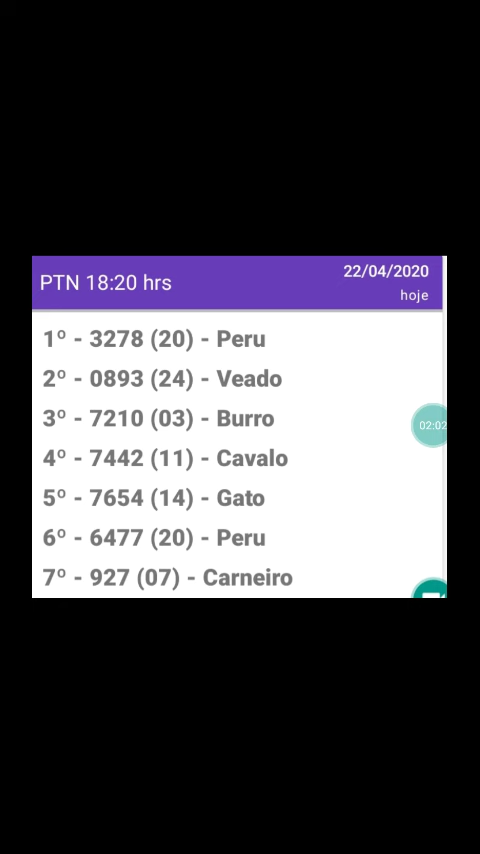 PTN 18:20 hrs
22/04/2020
hoje
1º - 3278 (20) - Peru
2º - 0893 (24) - Veado
3º - 7210 (03) - Burro
4º - 7442 (11) - Cavalo
5º - 7654 (14) - Gato
6º - 6477 (20) - Peru
7º - 927 (07) - Carneiro
02:02